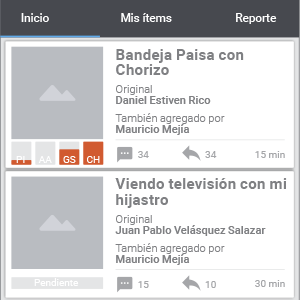 Inicio Mis ítems Reporte
Bandeja Paisa con
Chorizo
Original
Daniel Estiven Rico
También agregado por
Mauricio Mejía
PI AA GS CH 34 34 15 min
Viendo televisión con mi
hijastro
Original
Juan Pablo Velásquez Salazar
También agregado por
Mauricio Mejía
Pendiente 15 10 30 min